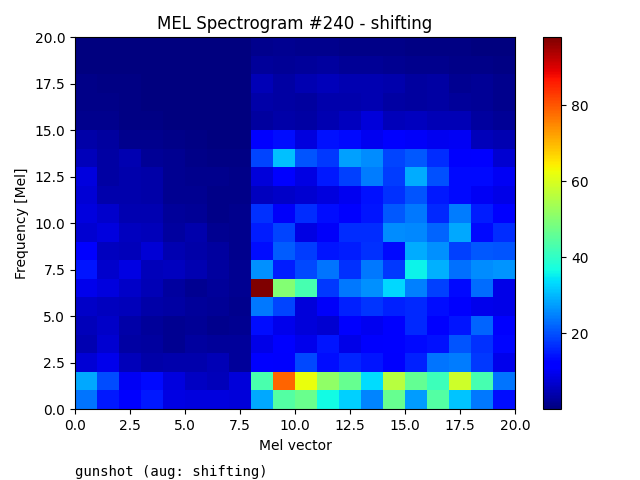 MEL Spectrogram #240 - shifting
20.0
17.5
15.0
12.5
10.0
7.5
5.0
2.5
0.0
Frequency [Mel]
0.0 2.5 5.0 7.5 10.0 12.5 15.0 17.5 20.0
Mel vector
80
60
40
20
gunshot (aug: shifting)